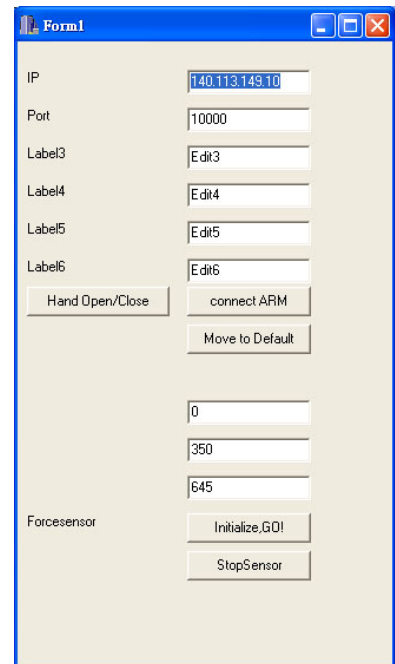 Form1
IP 140.113.149.10
Port 10000
Label3 Edit3
Label4 Edit4
Label5 Edit5
Label6 Edit6
Hand Open/Close connect ARM
Move to Default
0
350
645
Forcesensor Initialize,GO!
StopSensor